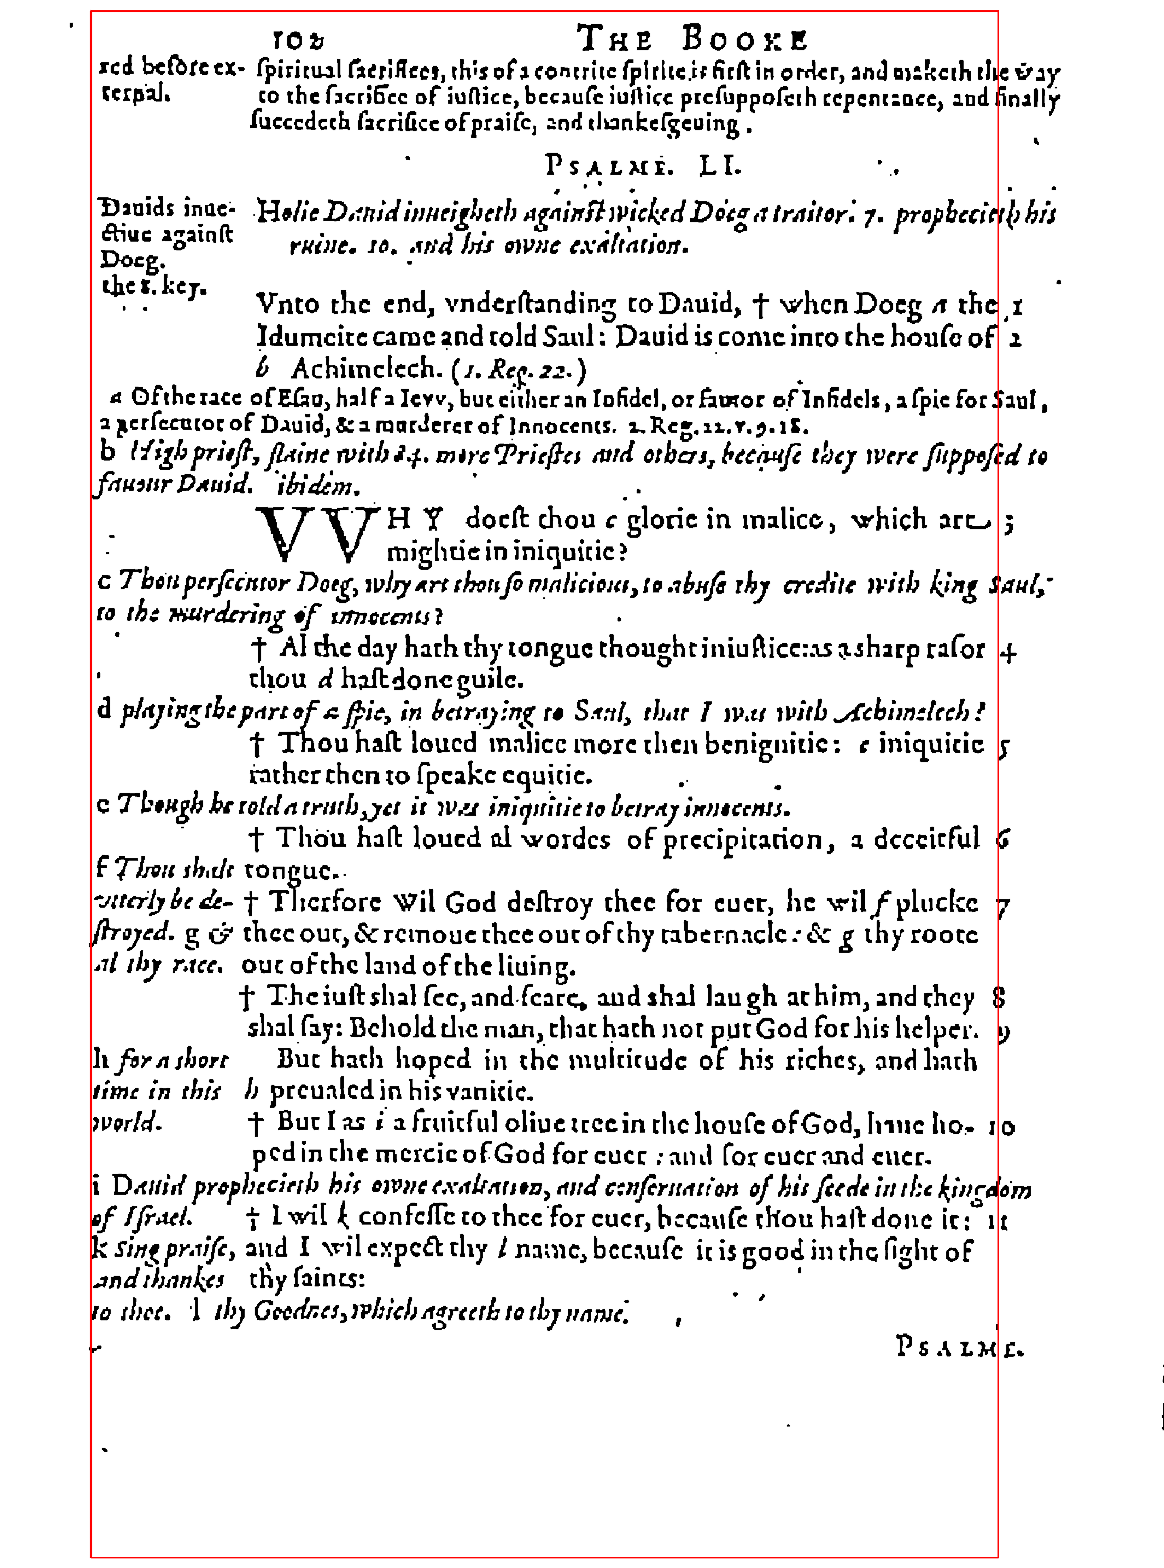 102 THE BOOKE
red before ex- ſpiritual ſacrifices, this of a contrite ſpirite is firſt in order, and maketh the way
ternal. to the ſacrifice of iuſtice, becauſe iuſtice preſuppoſeth repentance, and finally
ſucceedeth ſacrifice of praiſe, and thankeſgeuing.
PSALME. LI.
Dauids inue- Holie Dauid inueigheth againſt wicked Doeg a traitor: 7. prophecieth his
ctiue againſt ruine. 10. and his owne exaltation.
Doeg.
the 8. key.
Vnto the end, vnderſtanding to Dauid, † when Doeg a the 1
Idumeite came and told Saul: Dauid is come into the houſe of 2
b Achimelech. (1. Reg. 22.)
a Of the race of Eſau, half a Ievv, but either an Infidel, or fautor of Infidels, a ſpie for Saul,
a perſecutor of Dauid, & a murderer of Innocents. 1. Reg. 22. v. 9. 18.
b High prieſt, ſlaine with 84. more Prieſtes and others, becauſe they were ſuppoſed to
fauour Dauid. ibidem.
VVHY doeſt thou c glorie in malice, which art 3
mightie in iniquitie?
c Thou perſecutor Doeg, why art thou ſo malicious, to abuſe thy credite with king Saul,
to the murdering of innocents?
† Al the day hath thy tongue thought iniuſtice: as a sharp raſor 4
thou d haſt done guile.
d playing the part of a ſpie, in betraying to Saul, that I was with Achimelech?
† Thou haſt loued malice more then benignitie: e iniquitie 5
rather then to ſpeake equitie.
e Though he told a truth, yet it was iniquitie to betray innocents.
† Thou haſt loued al wordes of precipitation, a deceitful 6
f Thou shalt tongue.
vtterly be de- † Therfore wil God deſtroy thee for euer, he wil f plucke 7
ſtroyed. g & thee out, & remoue thee out of thy tabernacle: & g thy roote
al thy race. out of the land of the liuing.
† The iuſt shal ſee, and feare, and shal laugh at him, and they 8
shal ſay: Behold the man, that hath not put God for his helper. 9
h for a short But hath hoped in the multitude of his riches, and hath
time in this h preualed in his vanitie.
world. † But I as i a fruitful oliue tree in the houſe of God, haue ho- 10
ped in the mercie of God for euer: and for euer and euer.
i Dauid prophecieth his owne exaltation, and conſeruation of his ſeede in the kingdom
of Iſrael. † I wil k confeſſe to thee for euer, becauſe thou haſt done it: 11
k Sing praiſe, and I wil expect thy l name, becauſe it is good in the ſight of
and thankes thy ſaints:
to thee. l thy Goodnes, which agreeth to thy name.
PSALME.